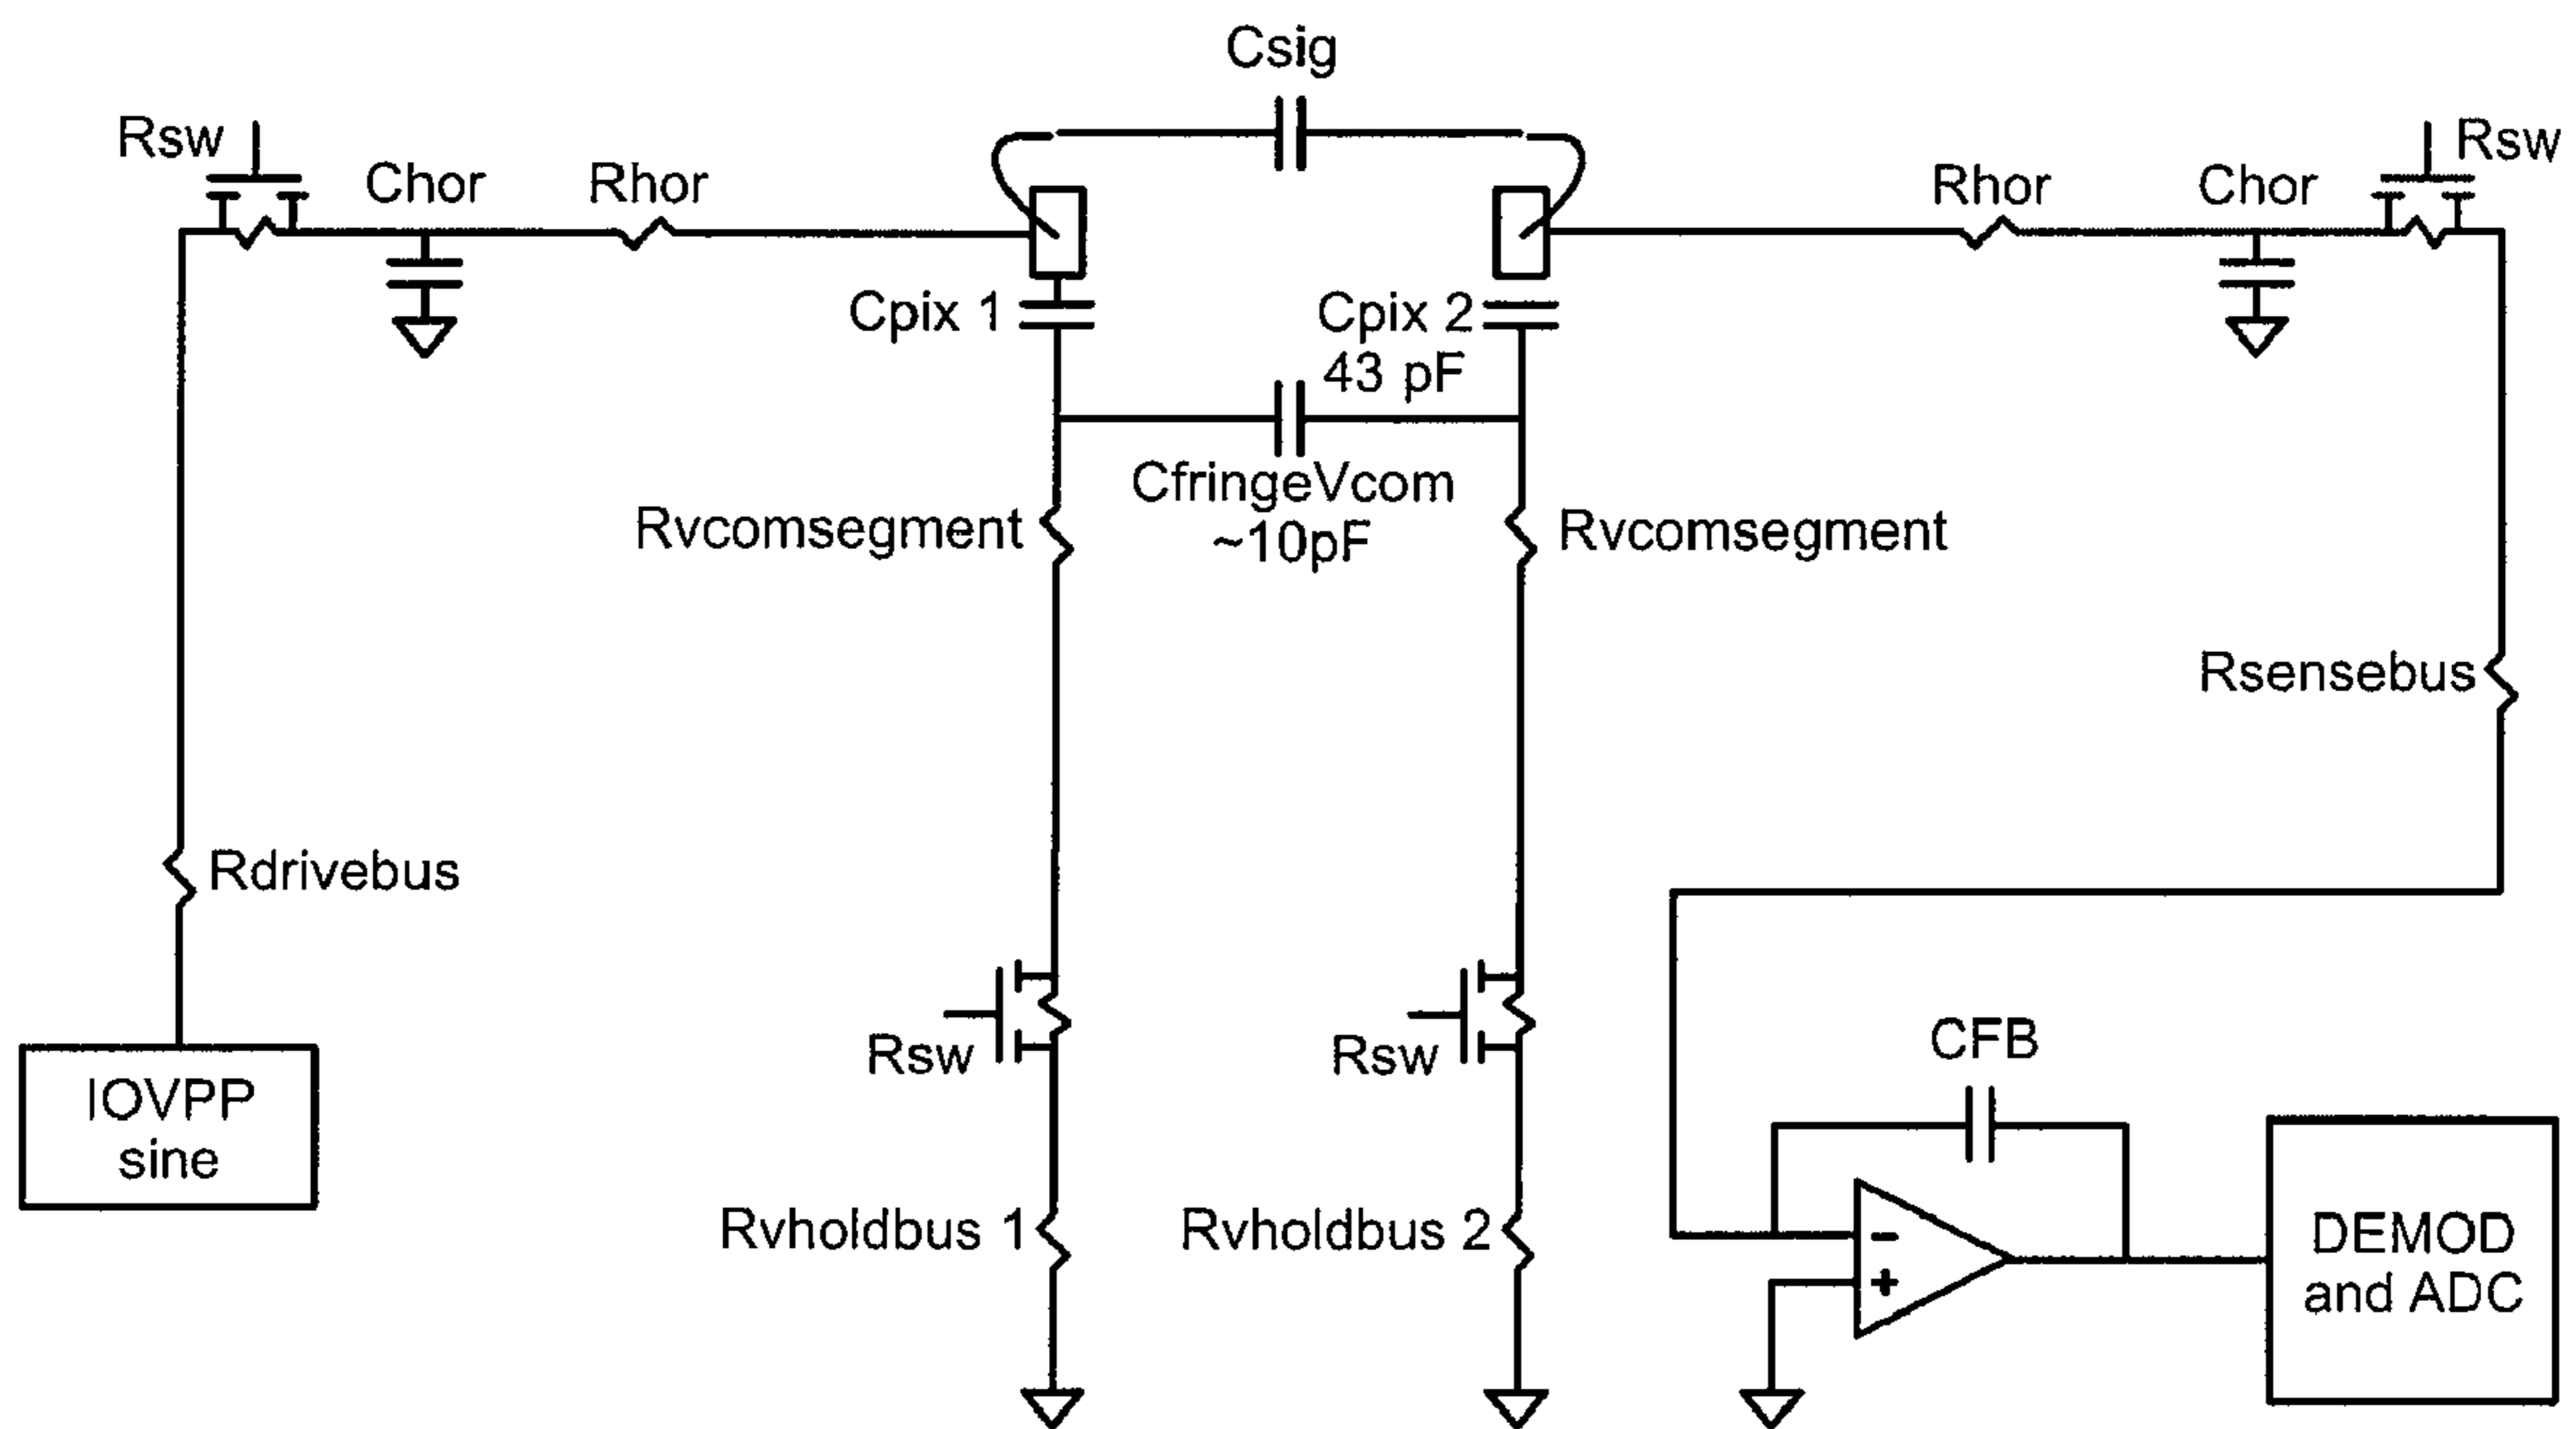 Csig
Rsw
Chor
Rhor
Rhor
Chor
Rsw
Cpix 1
Cpix 2
43 pF
CfringeVcom
~10pF
Rvcomsegment
Rvcomsegment
Rsensebus
Rdrivebus
Rsw
Rsw
CFB
IOVPP
sine
Rvholdbus 1
Rvholdbus 2
-
+
DEMOD
and ADC